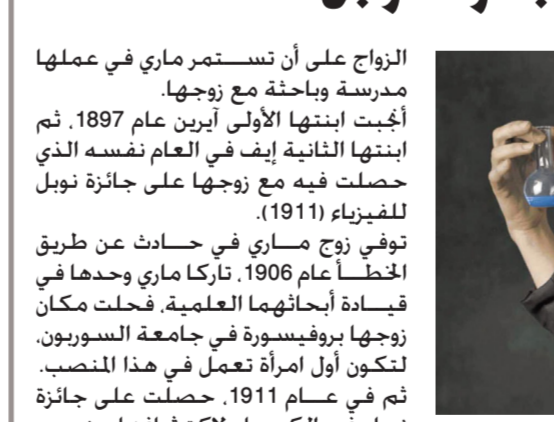 الزواج على أن تستمر ماري في عملها
مدرسة وباحثة مع زوجها.
أنجبت ابنتها الأولى آيرين عام 1897، ثم
ابنتها الثانية إيف في العام نفسه الذي
حصلت فيه مع زوجها على جائزة نوبل
للفيزياء (1911).
توفي زوج ماري في حادث عن طريق
الخطأ عام 1906، تاركا ماري وحدها في
قيادة أبحاثهما العلمية، فحلت مكان
زوجها بروفيسورة في جامعة السوربون،
لتكون أول امرأة تعمل في هذا المنصب.
ثم في عام 1911، حصلت على جائزة